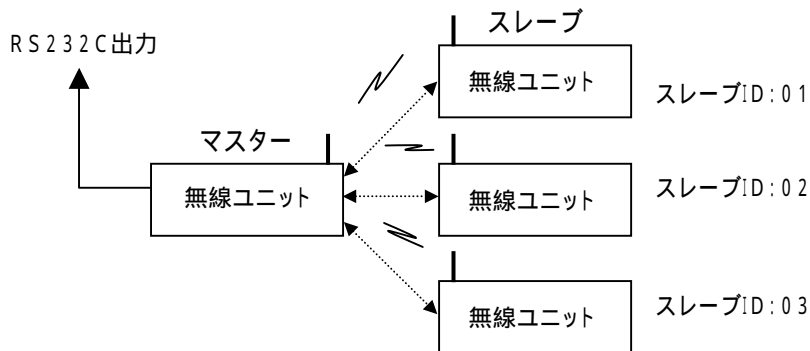 スレーブ
RS232C出力
無線ユニット
スレーブID:01
マスター
無線ユニット
無線ユニット
スレーブID:02
無線ユニット
スレーブID:03